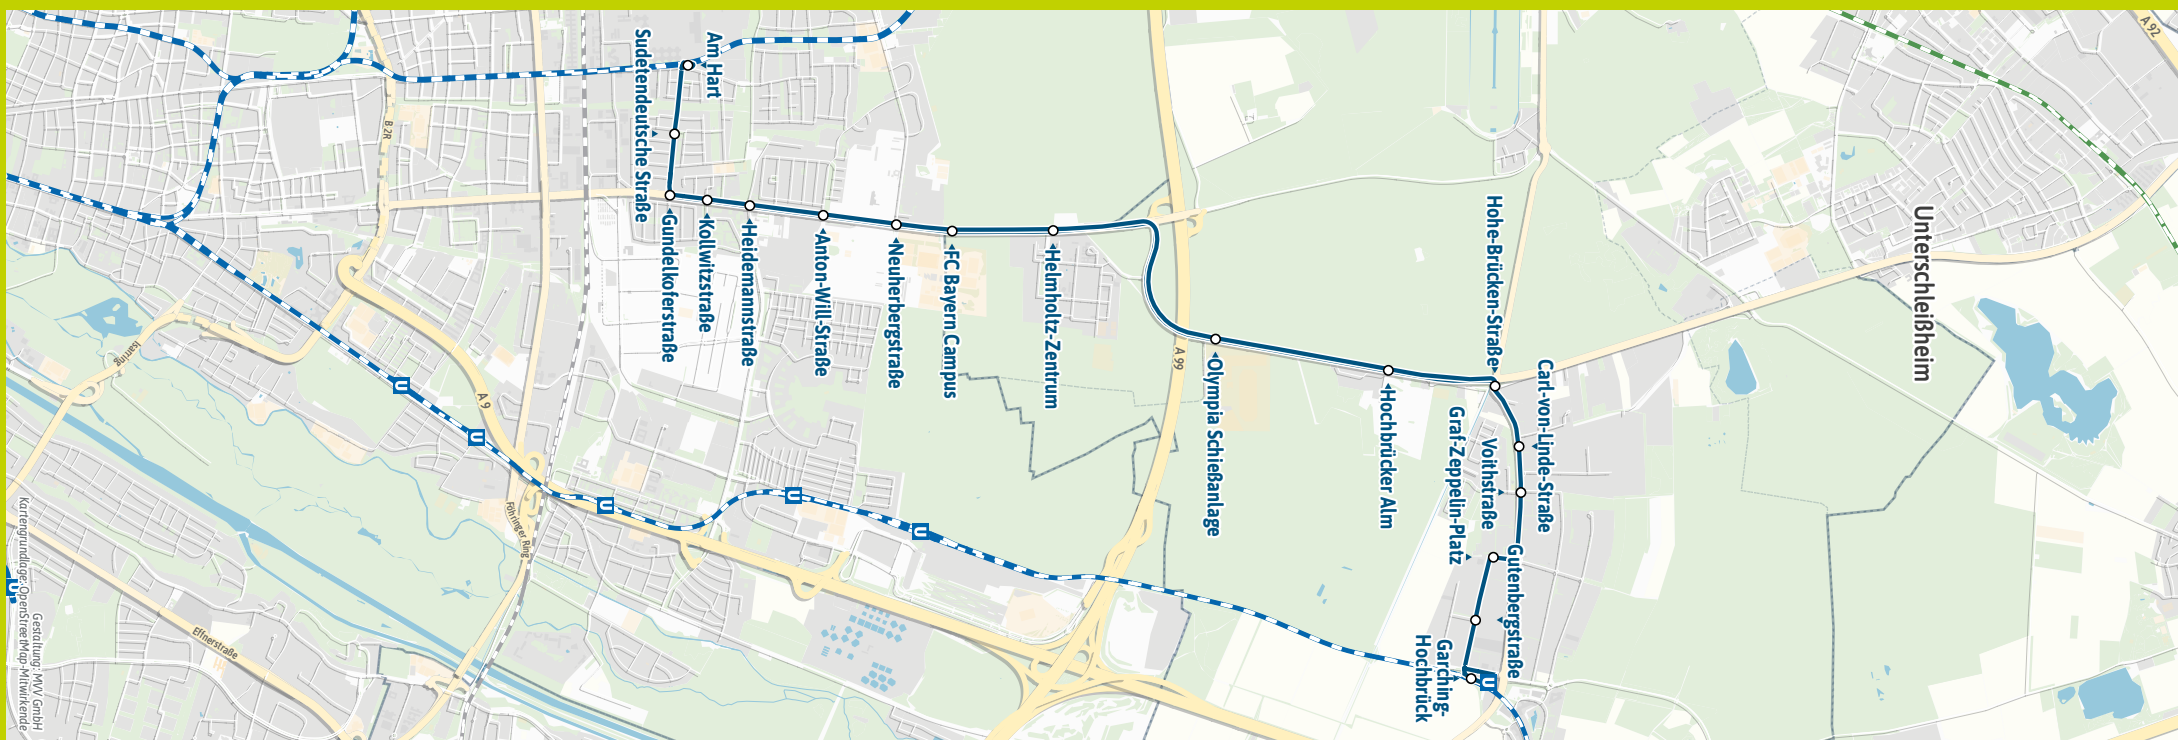 A 92
Unterschleißheim
Am Hart
Sudetendeutsche Straße
Gundelkoferstraße
Kollwitzstraße
Heidemannstraße
Anton-Will-Straße
Neuherbergstraße
FC Bayern Campus
Helmholtz-Zentrum
Olympia Schießanlage
Hochbrücker Alm
Hohe-Brücken-Straße
Carl-von-Linde-Straße
Voithstraße
Graf-Zeppelin-Platz
Gutenbergstraße
Garching-
Hochbrück
U
U
U
U
U
U
U
B 2R
Isarring
A 9
A 99
Föhringer Ring
Effnerstraße
Gestaltung: MVV GmbH
Kartengrundlage: OpenStreetMap-Mitwirkende